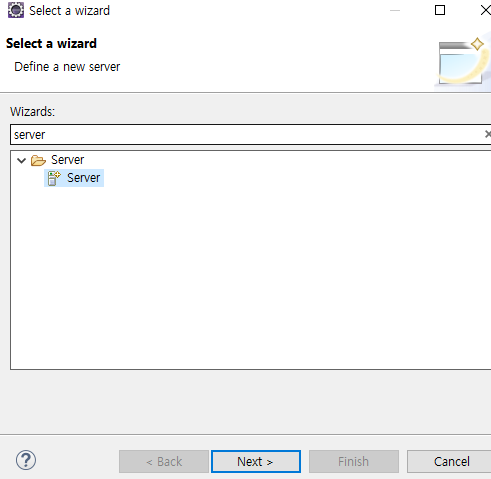 Select a wizard
Select a wizard
Define a new server
Wizards:
server
Server
Server
< Back Next > Finish Cancel